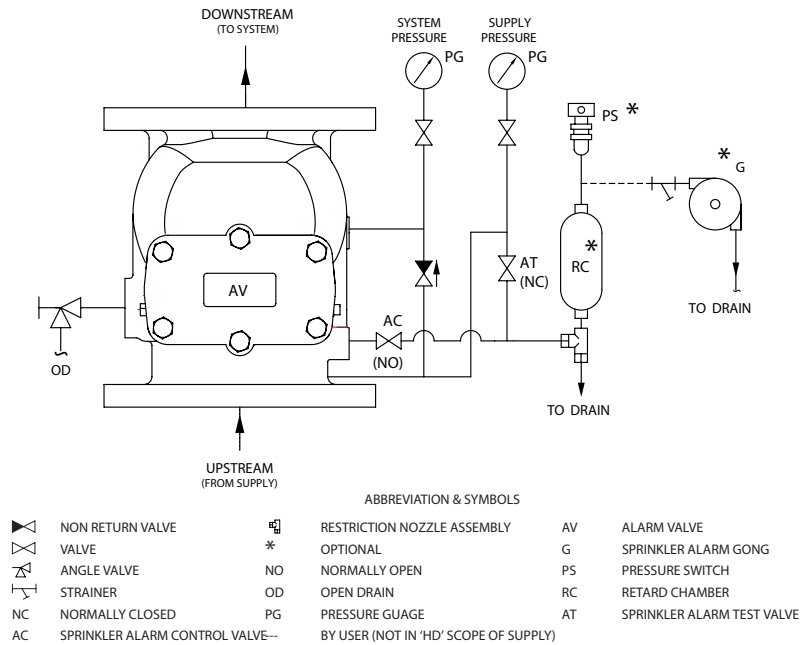 DOWNSTREAM
(TO SYSTEM)
SYSTEM
PRESSURE
SUPPLY
PRESSURE
PG
PG
PS *
* G
*
RC
AV
AT
(NC)
TO DRAIN
AC
(NO)
OD
TO DRAIN
UPSTREAM
(FROM SUPPLY)
ABBREVIATION & SYMBOLS
NON RETURN VALVE
RESTRICTION NOZZLE ASSEMBLY
AV ALARM VALVE
VALVE
* OPTIONAL
G SPRINKLER ALARM GONG
ANGLE VALVE
NO NORMALLY OPEN
PS PRESSURE SWITCH
STRAINER
OD OPEN DRAIN
RC RETARD CHAMBER
NC NORMALLY CLOSED
PG PRESSURE GUAGE
AT SPRINKLER ALARM TEST VALVE
AC SPRINKLER ALARM CONTROL VALVE
--- BY USER (NOT IN 'HD' SCOPE OF SUPPLY)